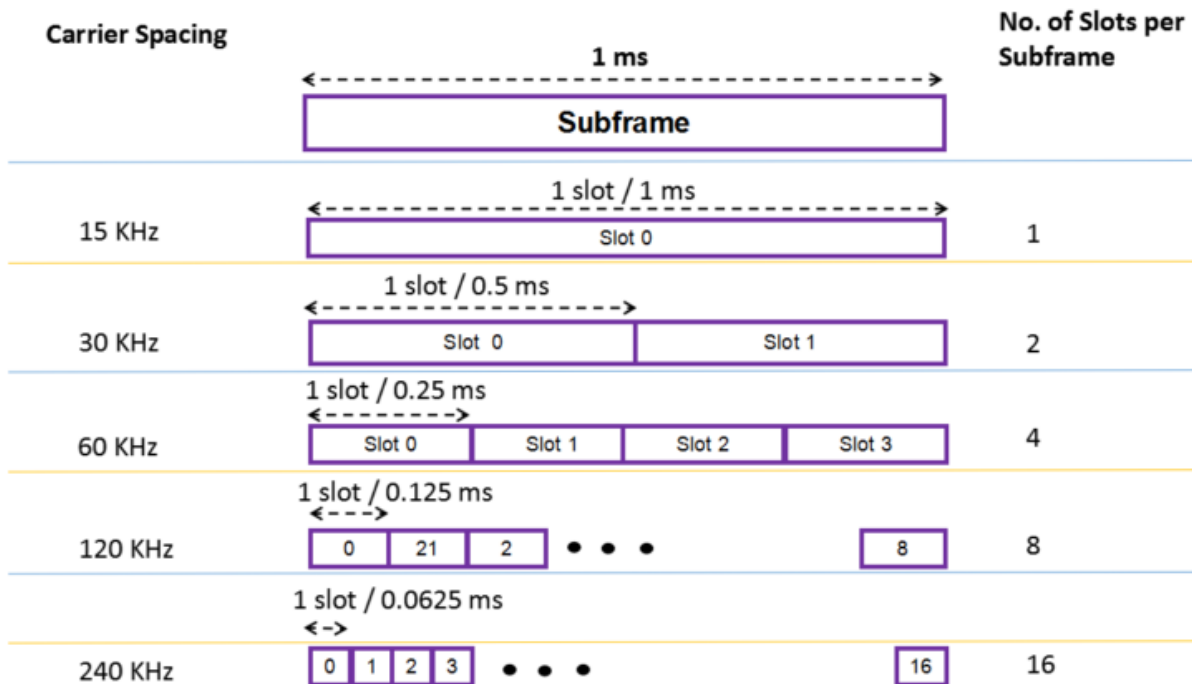 Carrier Spacing
No. of Slots per
Subframe
1 ms
Subframe
1 slot / 1 ms
15 KHz
Slot 0
1
1 slot / 0.5 ms
30 KHz
Slot 0
Slot 1
2
1 slot / 0.25 ms
60 KHz
Slot 0
Slot 1
Slot 2
Slot 3
4
1 slot / 0.125 ms
120 KHz
0
21
2
8
8
1 slot / 0.0625 ms
240 KHz
0
1
2
3
16
16